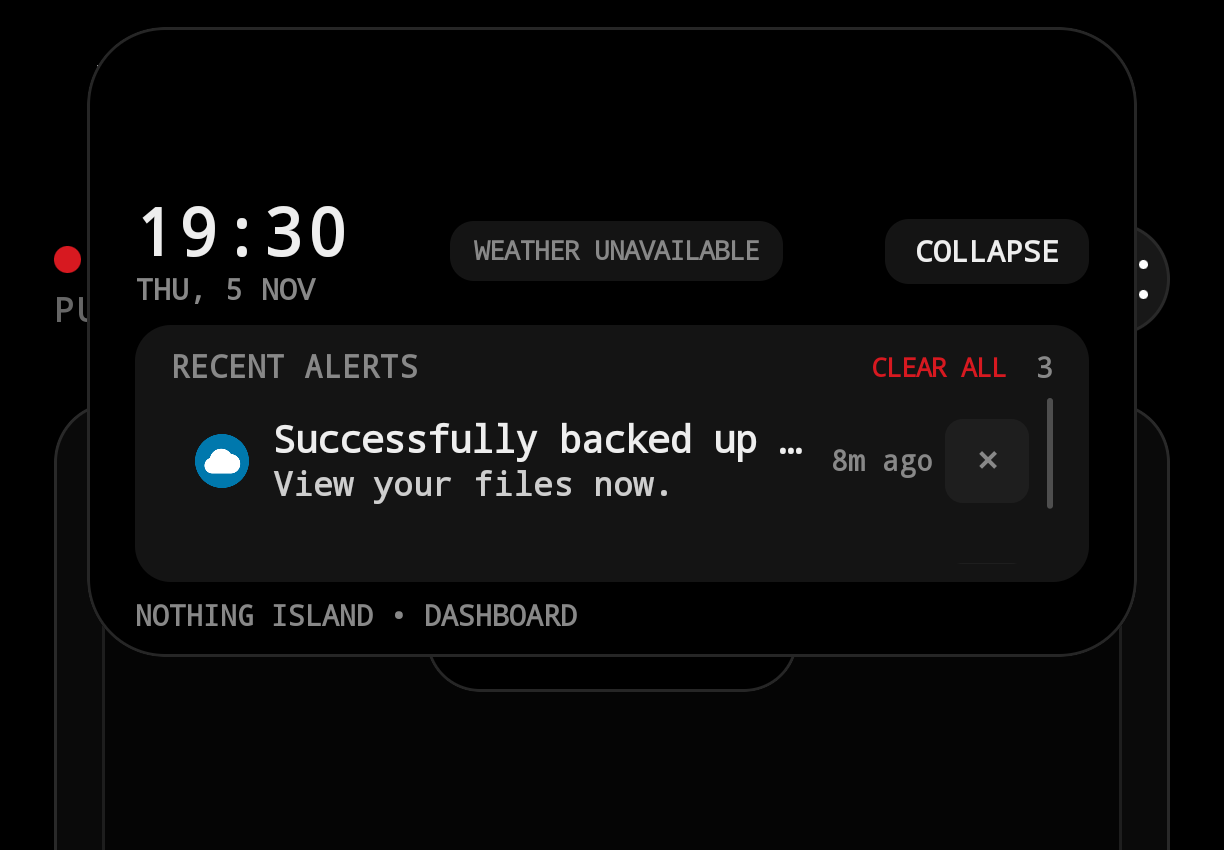 19:30
THU, 5 NOV
WEATHER UNAVAILABLE
COLLAPSE
RECENT ALERTS
CLEAR ALL 3
Successfully backed up …
View your files now.
8m ago
×
NOTHING ISLAND • DASHBOARD